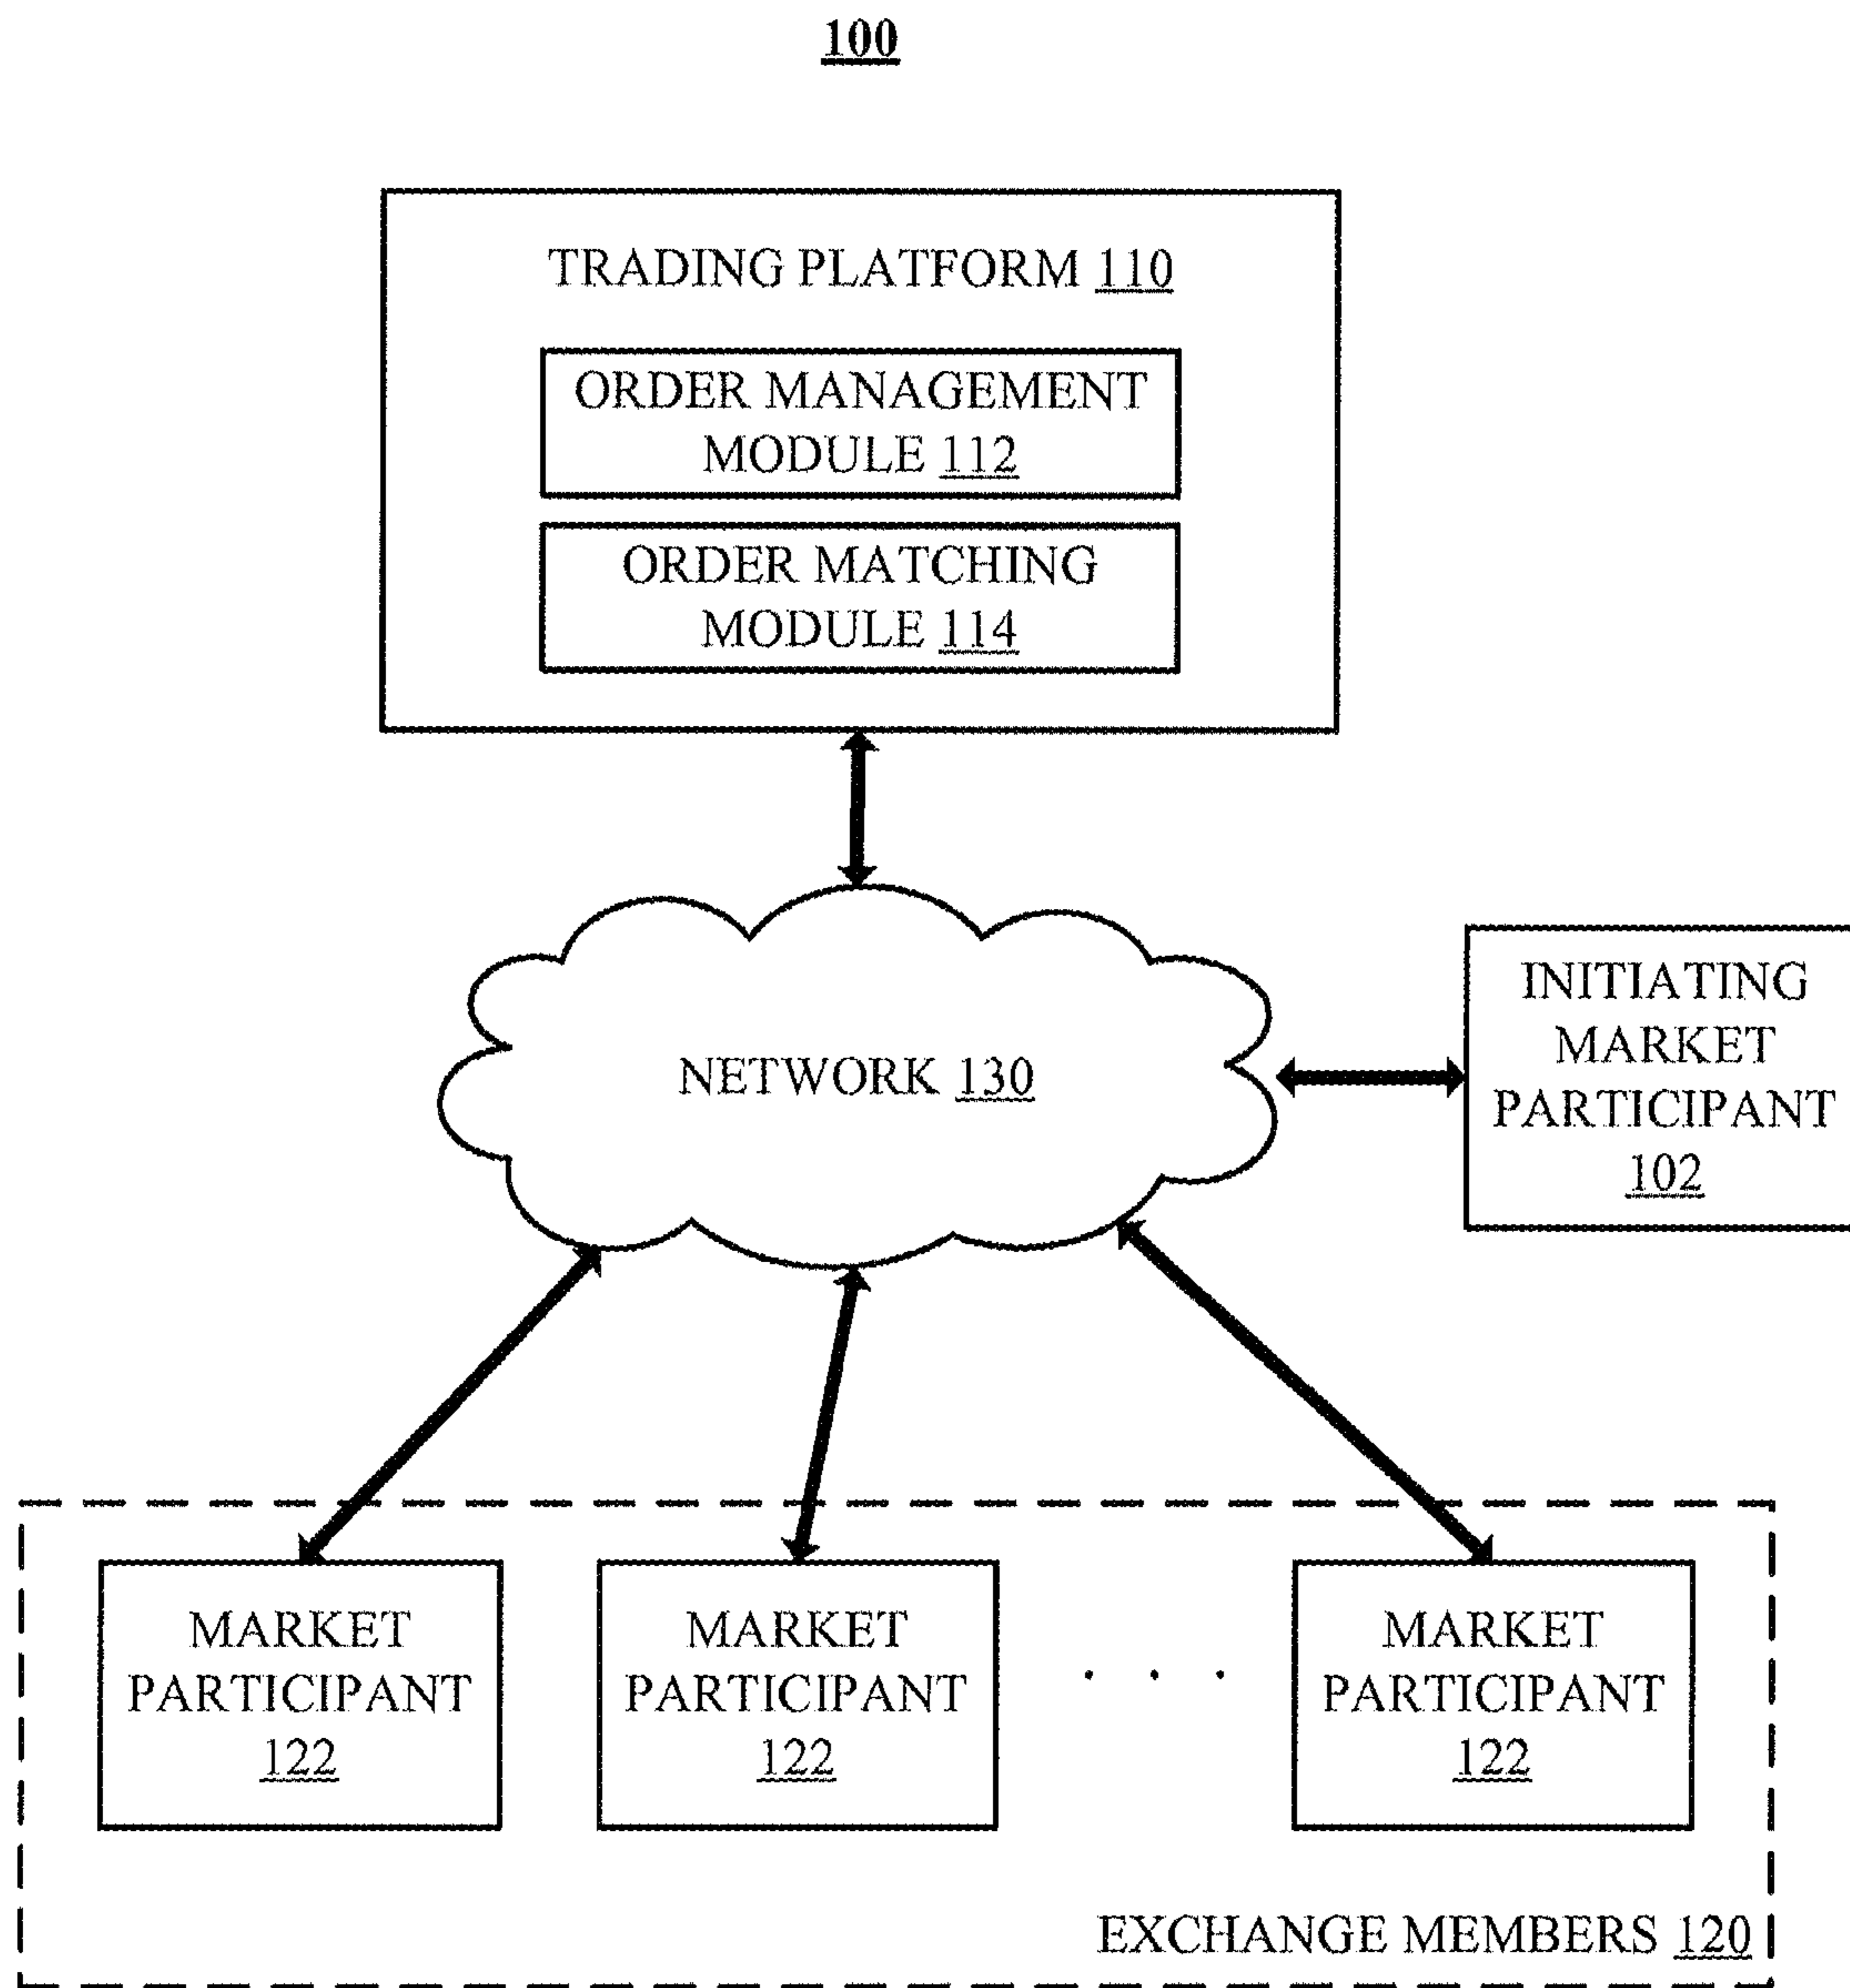 100
TRADING PLATFORM 110
ORDER MANAGEMENT
MODULE 112
ORDER MATCHING
MODULE 114
NETWORK 130
INITIATING
MARKET
PARTICIPANT
102
MARKET
PARTICIPANT
122
MARKET
PARTICIPANT
122
. . .
MARKET
PARTICIPANT
122
EXCHANGE MEMBERS 120